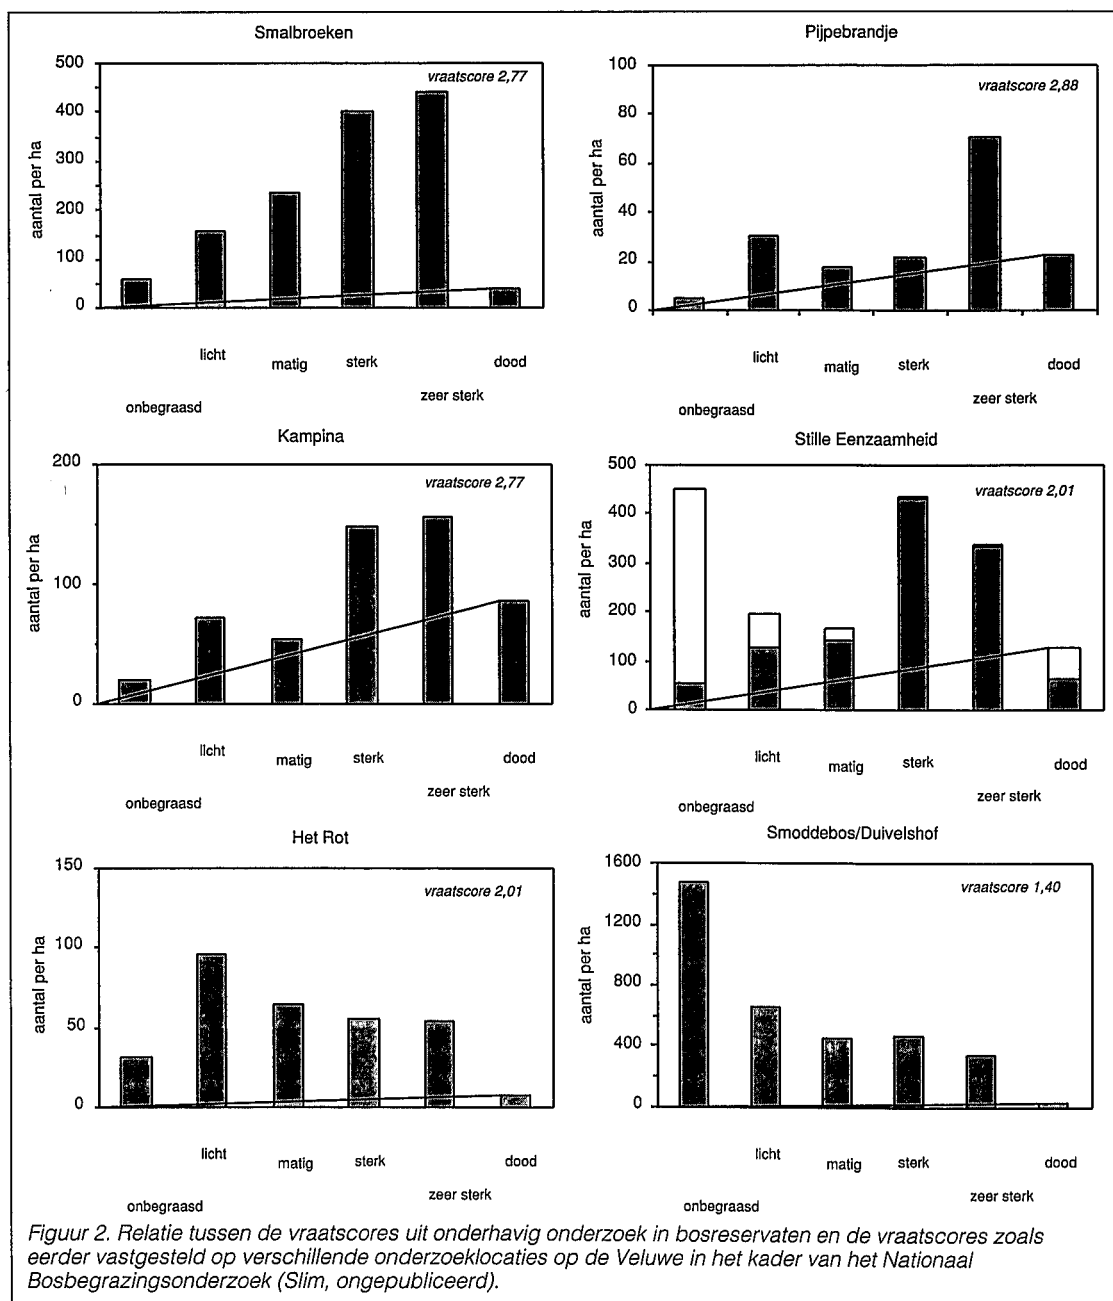 Smalbroeken
aantal per ha
500
400
300
200
100
0
vraatscore 2,77
licht
matig
sterk
dood
onbegraasd
zeer sterk
Pijpebrandje
aantal per ha
100
80
60
40
20
0
vraatscore 2,88
licht
matig
sterk
dood
onbegraasd
zeer sterk
Kampina
aantal per ha
200
100
0
vraatscore 2,77
licht
matig
sterk
dood
onbegraasd
zeer sterk
Stille Eenzaamheid
aantal per ha
500
400
300
200
100
0
vraatscore 2,01
licht
matig
sterk
dood
onbegraasd
zeer sterk
Het Rot
aantal per ha
150
100
50
0
vraatscore 2,01
licht
matig
sterk
dood
onbegraasd
zeer sterk
Smoddebos/Duivelshof
aantal per ha
1600
1200
800
400
0
vraatscore 1,40
licht
matig
sterk
dood
onbegraasd
zeer sterk
Figuur 2. Relatie tussen de vraatscores uit onderhavig onderzoek in bosreservaten en de vraatscores zoals
eerder vastgesteld op verschillende onderzoeklocaties op de Veluwe in het kader van het Nationaal
Bosbegrazingsonderzoek (Slim, ongepubliceerd).